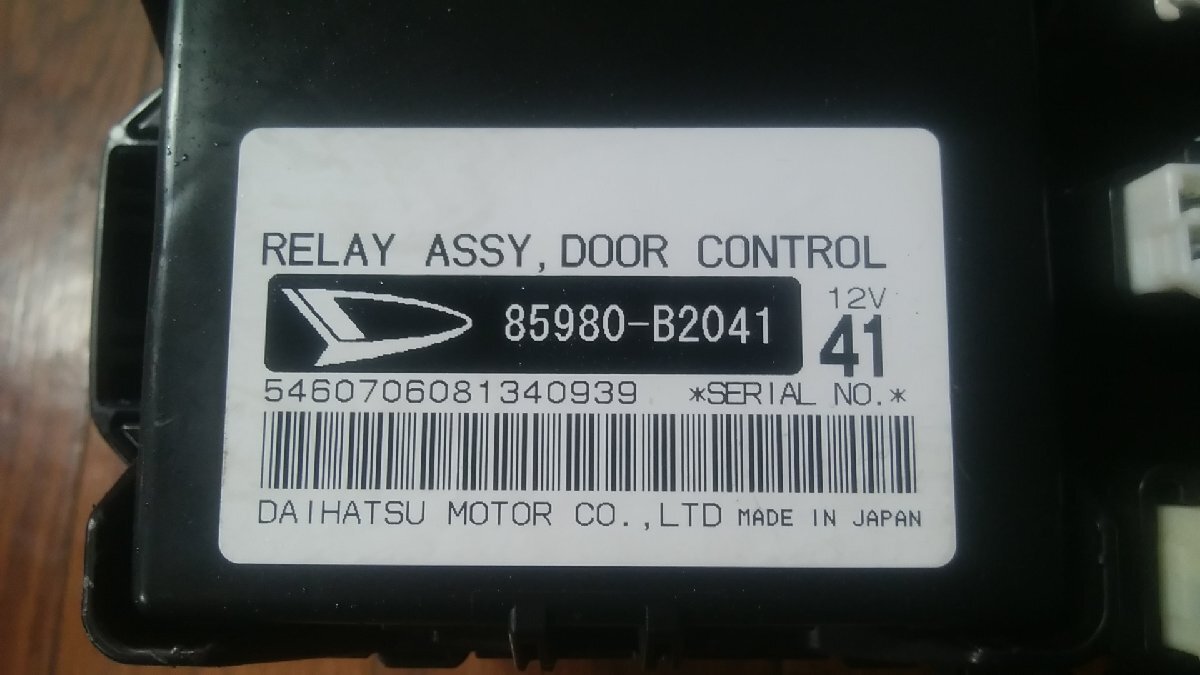 RELAY ASSY,DOOR CONTROL
85980-B2041
12V
41
5460706081340939 *SERIAL NO.*
DAIHATSU MOTOR CO.,LTD MADE IN JAPAN